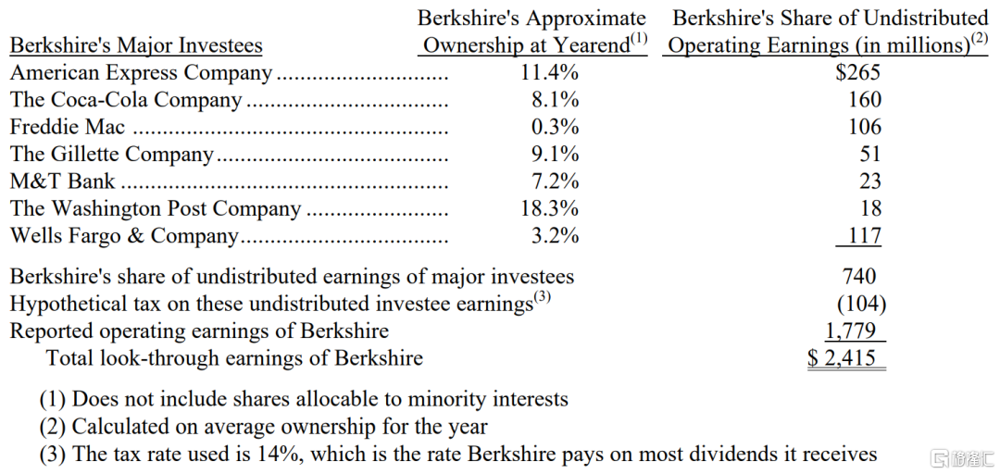 Berkshire's Approximate Berkshire's Share of Undistributed
Berkshire's Major Investees Ownership at Yearend(1) Operating Earnings (in millions)(2)
American Express Company ............................ 11.4% $265
The Coca-Cola Company ................................. 8.1% 160
Freddie Mac .................................................... 0.3% 106
The Gillette Company...................................... 9.1% 51
M&T Bank ...................................................... 7.2% 23
The Washington Post Company ....................... 18.3% 18
Wells Fargo & Company.................................. 3.2% 117
Berkshire's share of undistributed earnings of major investees 740
Hypothetical tax on these undistributed investee earnings(3) (104)
Reported operating earnings of Berkshire 1,779
Total look-through earnings of Berkshire $ 2,415
(1) Does not include shares allocable to minority interests
(2) Calculated on average ownership for the year
(3) The tax rate used is 14%, which is the rate Berkshire pays on most dividends it receives
格隆汇